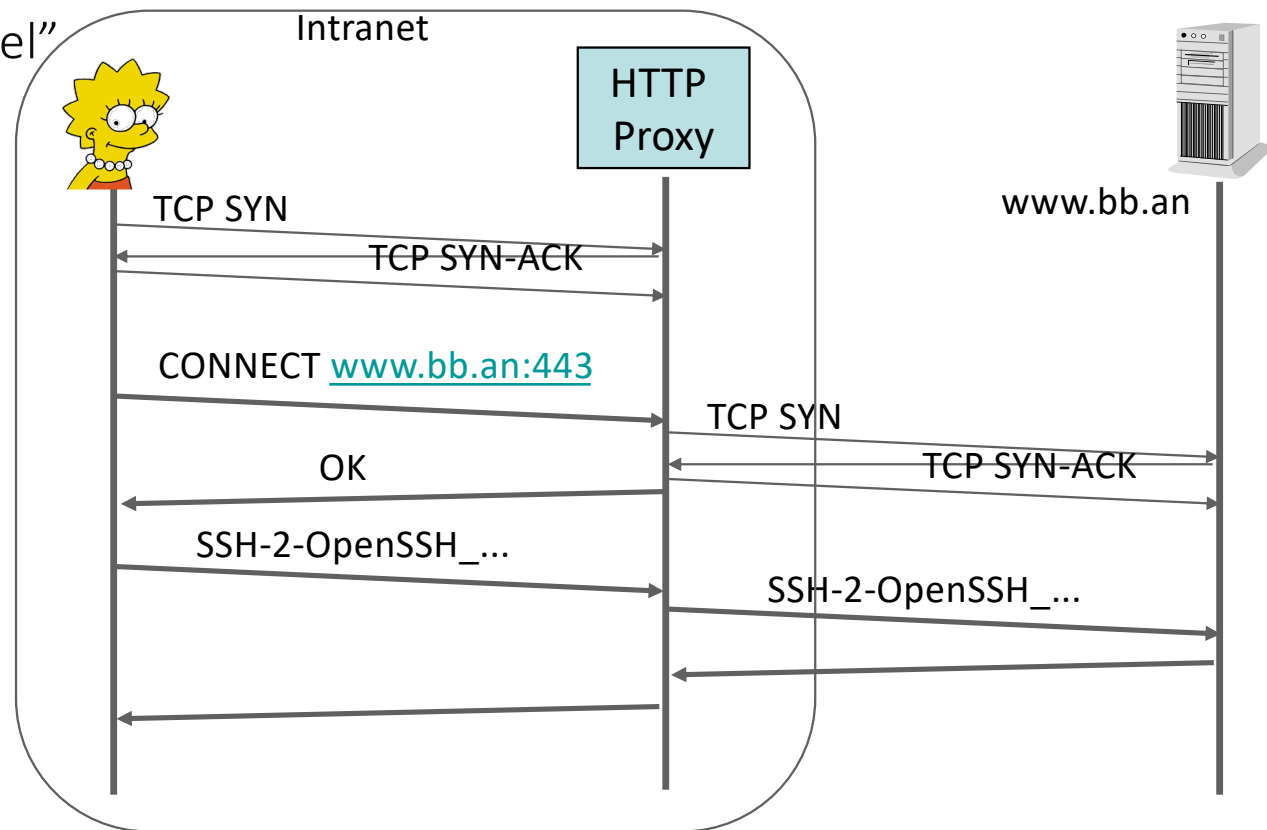 el”
Intranet
HTTP
Proxy
www.bb.an
TCP SYN
TCP SYN-ACK
CONNECT www.bb.an:443
TCP SYN
TCP SYN-ACK
OK
SSH-2-OpenSSH_...
SSH-2-OpenSSH_...